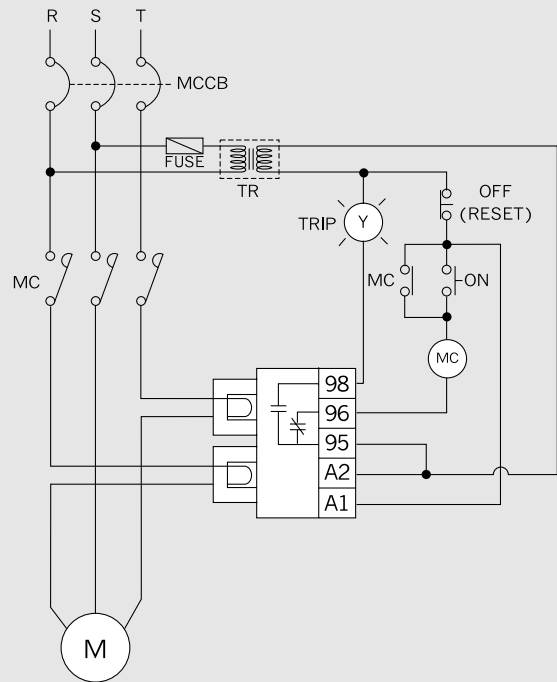 R S T
MCCB
FUSE
TR
OFF
(RESET)
TRIP Y
MC MC ON
MC
98
96
95
A2
A1
M